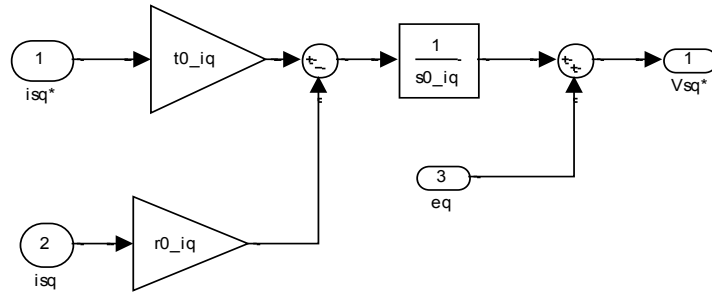 1
isq*
t0_iq
+
-
1
s0_iq
+
+
1
Vsq*
3
eq
2
isq
r0_iq